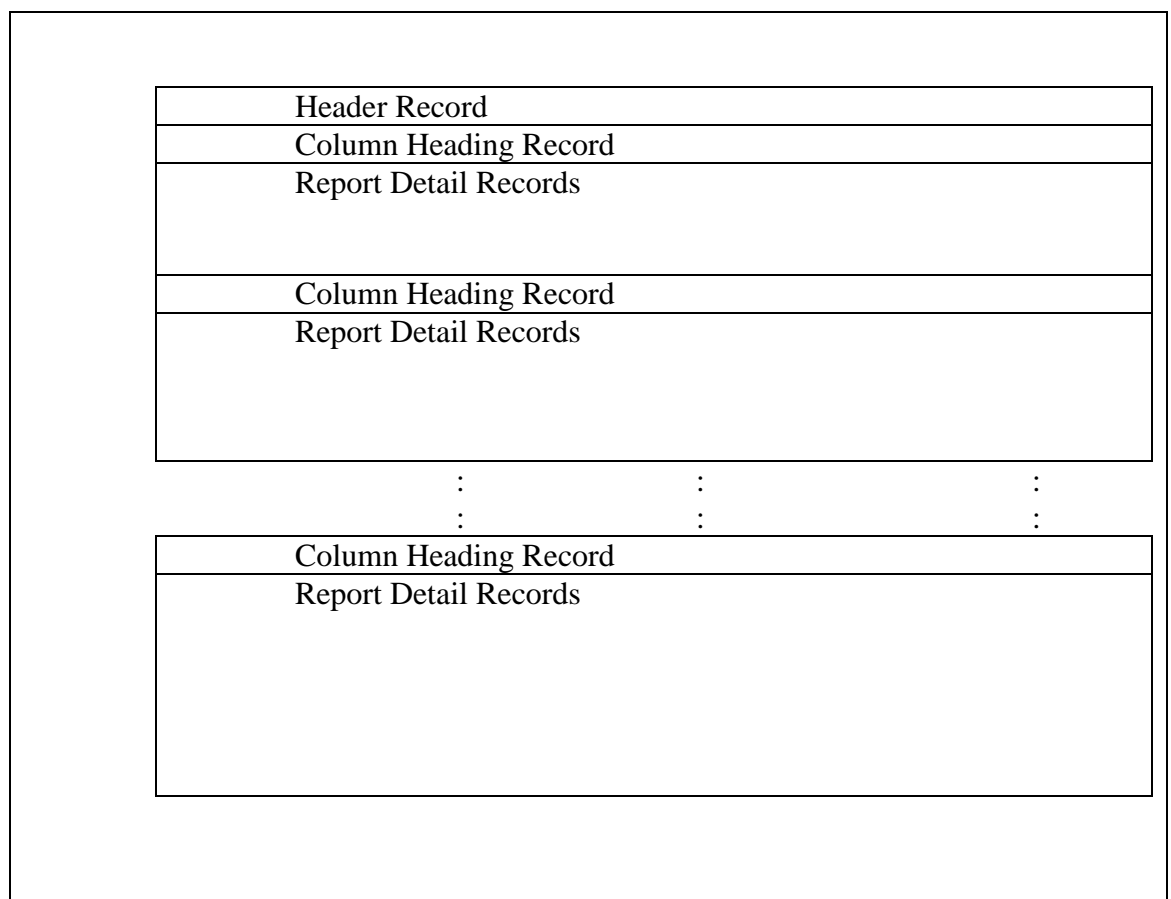 Header Record
Column Heading Record
Report Detail Records
Column Heading Record
Report Detail Records
: : :
: : :
Column Heading Record
Report Detail Records